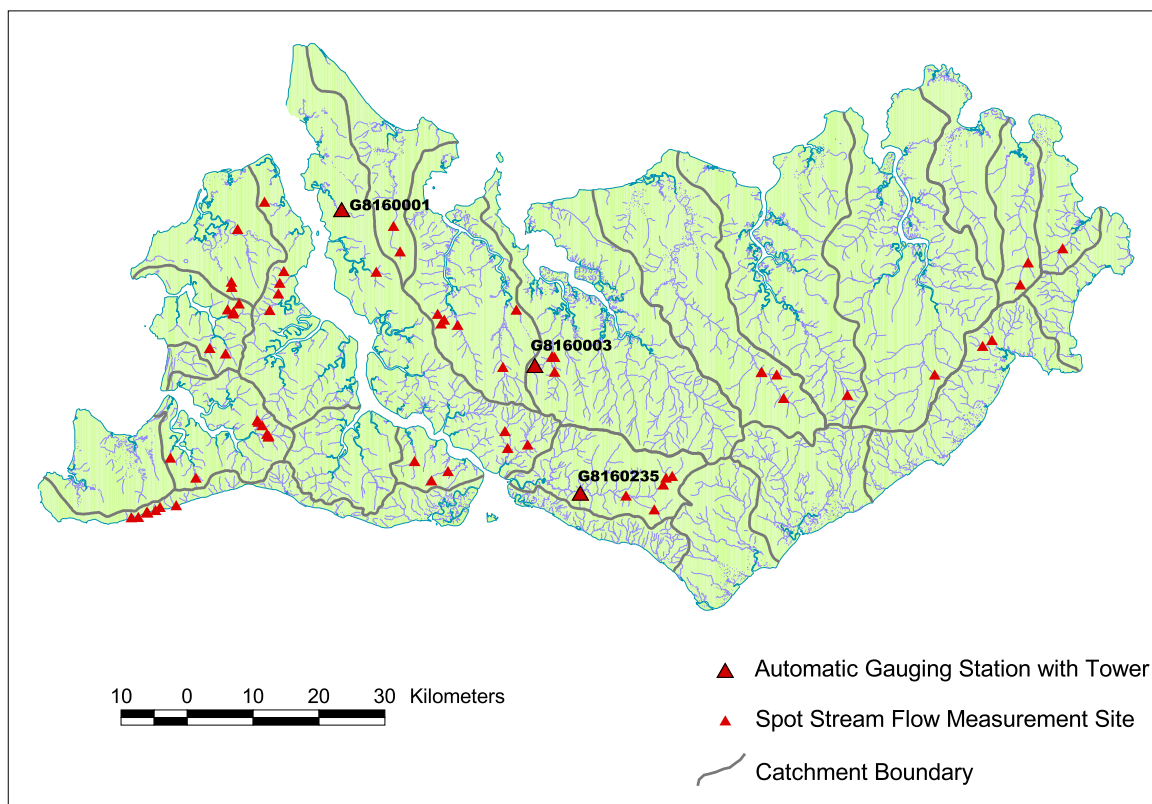 G8160001
G8160003
G8160235
Automatic Gauging Station with Tower
10 0 10 20 30 Kilometers
Spot Stream Flow Measurement Site
Catchment Boundary